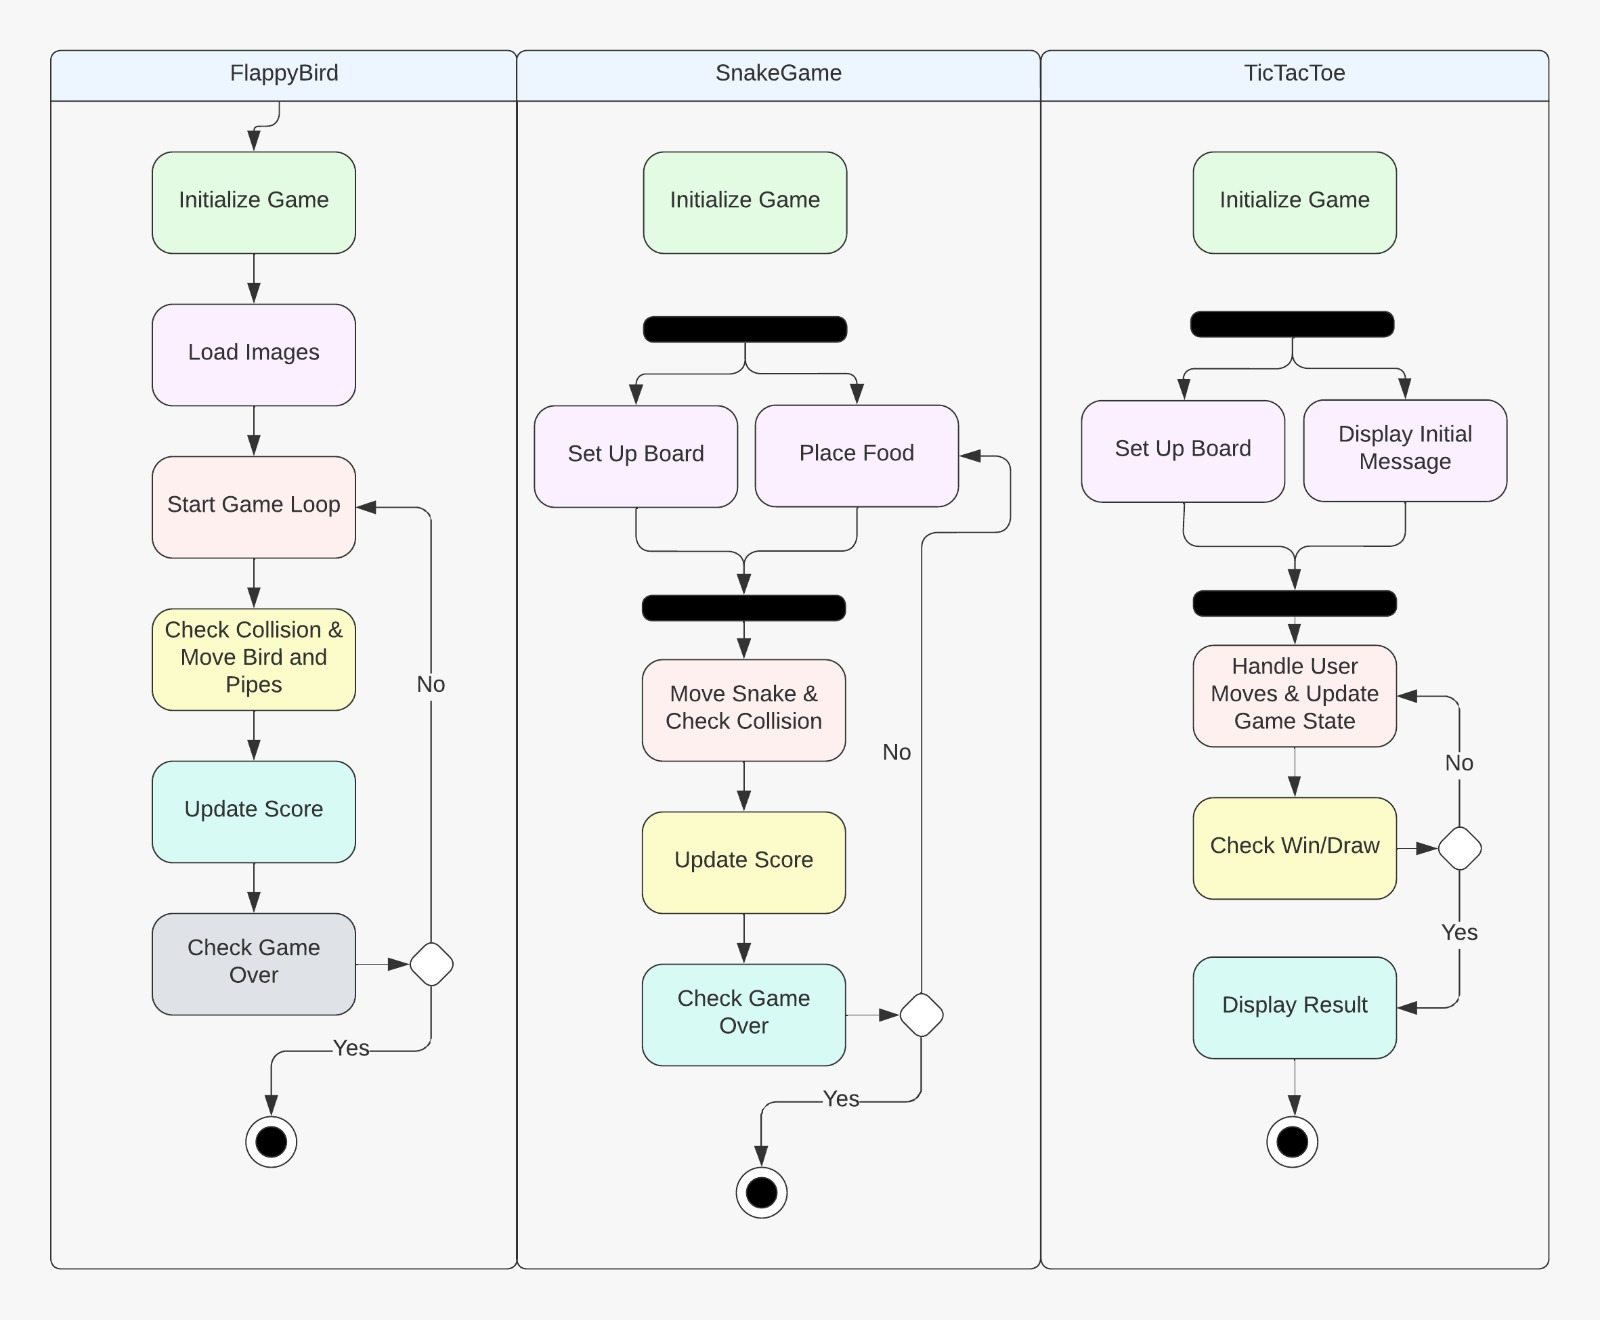 FlappyBird
Initialize Game
Load Images
Start Game Loop
Check Collision &
Move Bird and
Pipes
No
Update Score
Check Game
Over
Yes
SnakeGame
Initialize Game
Set Up Board
Place Food
Move Snake &
Check Collision
No
Update Score
Check Game
Over
Yes
TicTacToe
Initialize Game
Set Up Board
Display Initial
Message
Handle User
Moves & Update
Game State
No
Check Win/Draw
Yes
Display Result